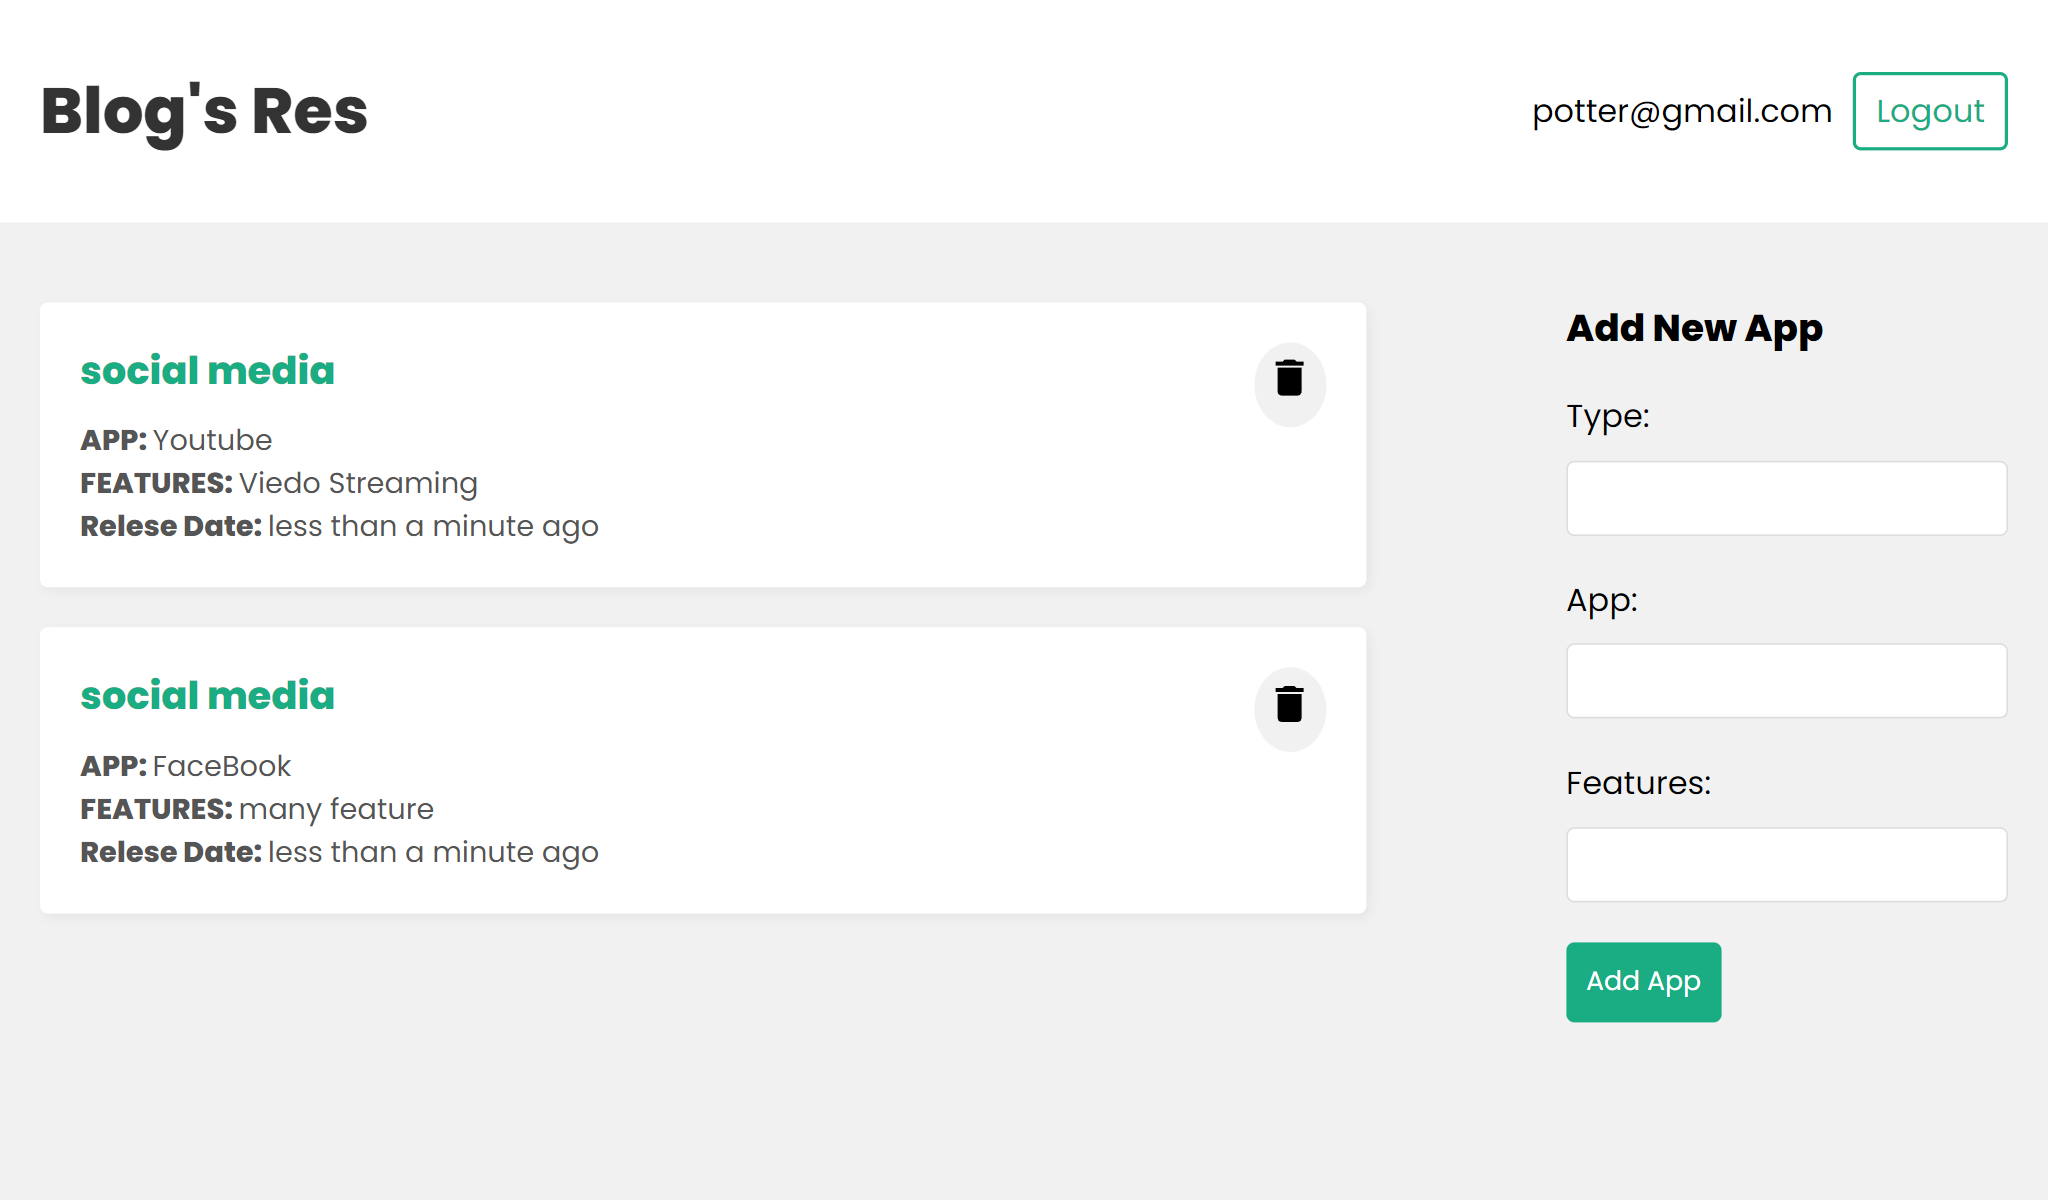 Blog's Res
potter@gmail.com
Logout
social media
APP: Youtube
FEATURES: Viedo Streaming
Relese Date: less than a minute ago
social media
APP: FaceBook
FEATURES: many feature
Relese Date: less than a minute ago
Add New App
Type:
App:
Features:
Add App